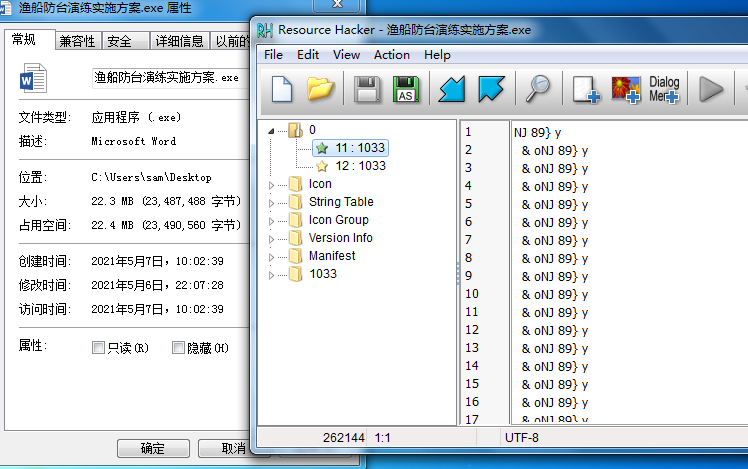 渔船防台演练实施方案.exe 属性
常规 兼容性 安全 详细信息 以前的
渔船防台演练实施方案.exe
文件类型: 应用程序 (.exe)
描述: Microsoft Word
位置: C:\Users\sam\Desktop
大小: 22.3 MB (23,487,488 字节)
占用空间: 22.4 MB (23,490,560 字节)
创建时间: 2021年5月7日，10:02:39
修改时间: 2021年5月6日，22:07:28
访问时间: 2021年5月7日，10:02:39
属性: 只读(R) 隐藏(H)
确定 取消
Resource Hacker - 渔船防台演练实施方案.exe
File Edit View Action Help
AS
Dialog
Men
0
11 : 1033
12 : 1033
Icon
String Table
Icon Group
Version Info
Manifest
1033
1 NJ 89} y
2 & oNJ 89} y
3 & oNJ 89} y
4 & oNJ 89} y
5 & oNJ 89} y
6 & oNJ 89} y
7 & oNJ 89} y
8 & oNJ 89} y
9 & oNJ 89} y
10 & oNJ 89} y
11 & oNJ 89} y
12 & oNJ 89} y
13 & oNJ 89} y
14 & oNJ 89} y
15 & oNJ 89} y
16 & oNJ 89} y
17 & oNJ 89} y
262144 1:1 UTF-8